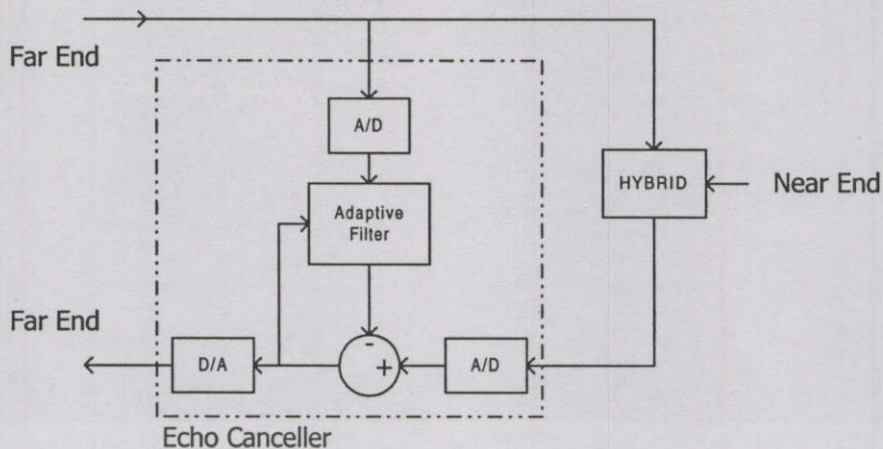 Far End
A/D
HYBRID
Near End
Adaptive
Filter
Far End
-
D/A
+
A/D
Echo Canceller